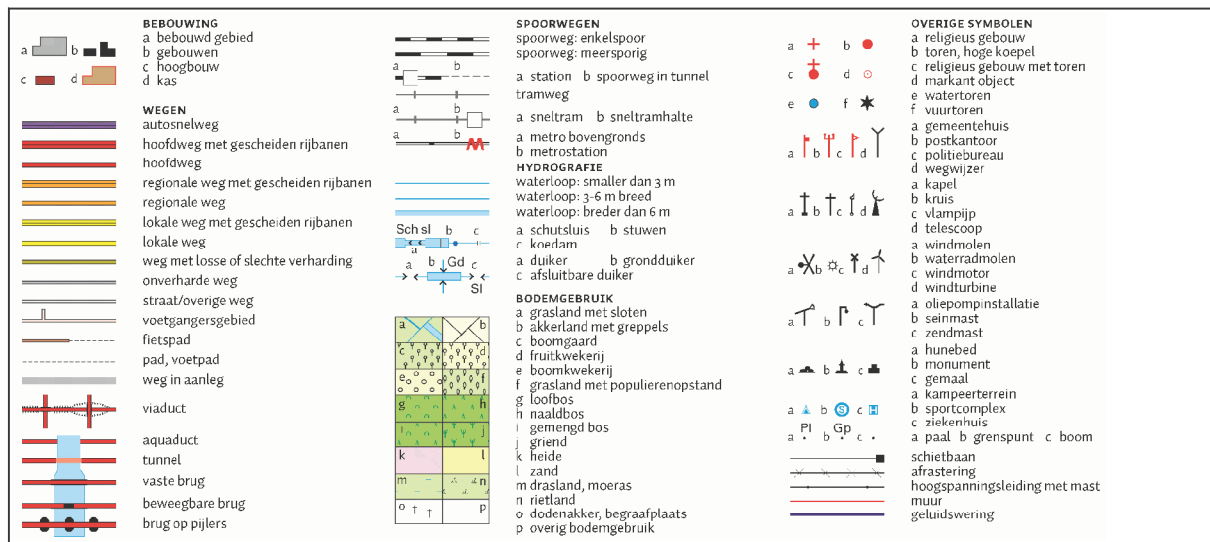 BEBOUWING
a bebouwd gebied
a b
b gebouwen
c hoogbouw
c d
d kas
WEGEN
autosnelweg
hoofdweg met gescheiden rijbanen
hoofdweg
regionale weg met gescheiden rijbanen
regionale weg
lokale weg met gescheiden rijbanen
lokale weg
weg met losse of slechte verharding
onverharde weg
straat/overige weg
voetgangersgebied
fietspad
pad, voetpad
weg in aanleg
viaduct
aquaduct
tunnel
vaste brug
beweegbare brug
brug op pijlers
SPOORWEGEN
spoorweg: enkelspoor
spoorweg: meersporig
a b
a station b spoorweg in tunnel
tramweg
a b
a sneltram b sneltramhalte
a b
a metro bovengronds
b metrostation
HYDROGRAFIE
waterloop: smaller dan 3 m
waterloop: 3-6 m breed
waterloop: breder dan 6 m
Sch sl b c
a
a schutsluis b stuwen
c koedam
a b Gd c
Sl
a duiker b grondduiker
c afsluitbare duiker
BODEMGEBRUIK
a b
c d
e f
g h
i j
k l
m n
o p
a grasland met sloten
b akkerland met greppels
c boomgaard
d fruitkwekerij
e boomkwekerij
f grasland met populierenopstand
g loofbos
h naaldbos
i gemengd bos
j griend
k heide
l zand
m drasland, moeras
n rietland
o dodenakker, begraafplaats
p overig bodemgebruik
OVERIGE SYMBOLEN
a b
c d
e f
a religieus gebouw
b toren, hoge koepel
c religieus gebouw met toren
d markant object
e watertoren
f vuurtoren
a b c d
a gemeentehuis
b postkantoor
c politiebureau
d wegwijzer
a b c d
a kapel
b kruis
c vlampijp
d telescoop
a b c d
a windmolen
b waterradmolen
c windmotor
d windturbine
a b c
a oliepompinstallatie
b seinmast
c zendmast
a b c
a hunebed
b monument
c gemaal
a b S c H
a kampeerterrein
b sportcomplex
c ziekenhuis
Pl Gp
a b c
a paal b grenspunt c boom
schietbaan
afrastering
hoogspanningsleiding met mast
muur
geluidswering